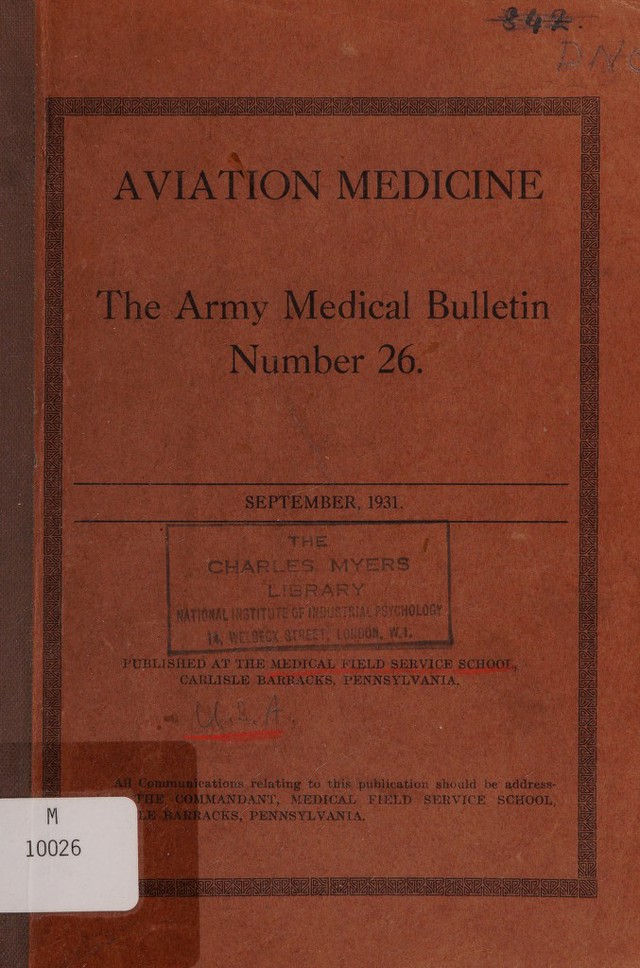 842.
DNC
AVIATION MEDICINE
The Army Medical Bulletin
Number 26.
SEPTEMBER, 1931.
THE
CHARLES MYERS
LIBRARY
NATIONAL INSTITUTE OF INDUSTRIAL PSYCHOLOGY
14, WELBECK STREET, LONDON, W.1.
PUBLISHED AT THE MEDICAL FIELD SERVICE SCHOOL,
CARLISLE BARRACKS, PENNSYLVANIA.
U.S.A.
All Communications relating to this publication should be address-
THE COMMANDANT, MEDICAL FIELD SERVICE SCHOOL,
LE BARRACKS, PENNSYLVANIA.
M
10026